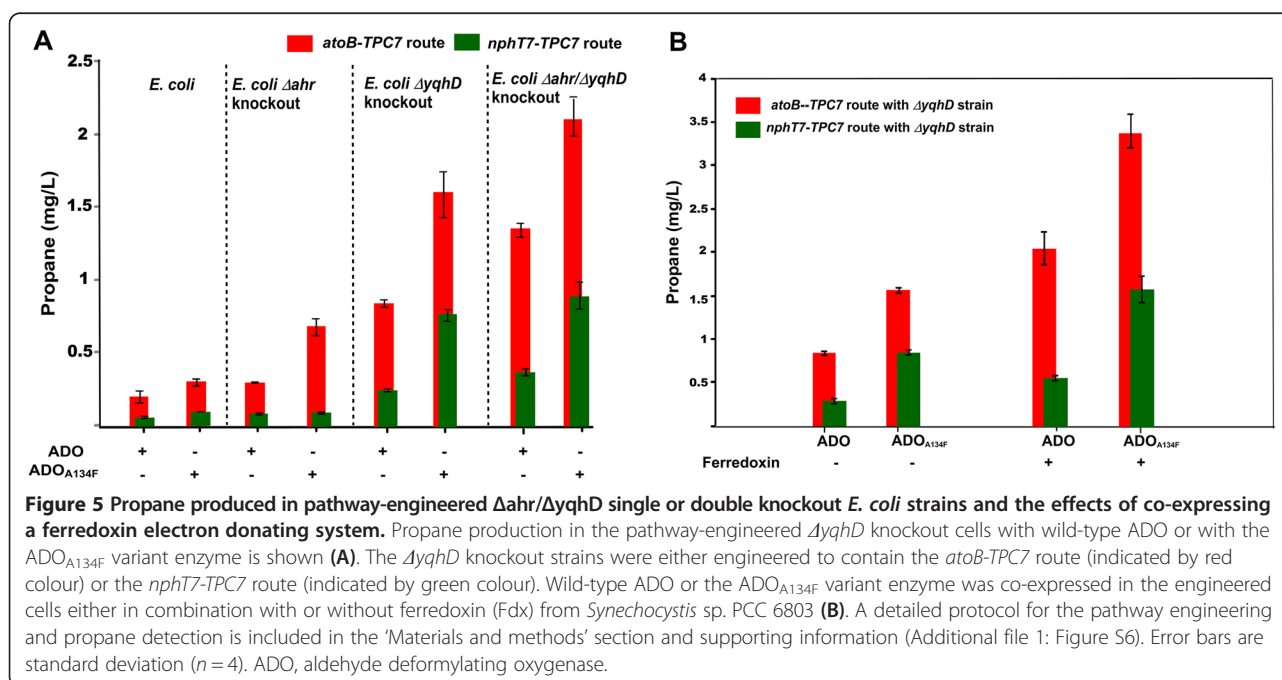 A
atoB-TPC7 route
nphT7-TPC7 route
E. coli
E. coli Δahr
knockout
E. coli ΔyqhD
knockout
E. coli Δahr/ΔyqhD
knockout
Propane (mg/L)
2.5
2
1.5
1
0.5
ADO + - + - + - + -
ADOA134F - + - + - + - +
B
atoB--TPC7 route with ΔyqhD strain
nphT7-TPC7 route with ΔyqhD strain
Propane (mg/L)
4
3.5
3
2.5
2
1.5
1
0.5
0
ADO ADOA134F ADO ADOA134F
Ferredoxin - - + +
Figure 5 Propane produced in pathway-engineered Δahr/ΔyqhD single or double knockout E. coli strains and the effects of co-expressing
a ferredoxin electron donating system. Propane production in the pathway-engineered ΔyqhD knockout cells with wild-type ADO or with the
ADOA134F variant enzyme is shown (A). The ΔyqhD knockout strains were either engineered to contain the atoB-TPC7 route (indicated by red
colour) or the nphT7-TPC7 route (indicated by green colour). Wild-type ADO or the ADOA134F variant enzyme was co-expressed in the engineered
cells either in combination with or without ferredoxin (Fdx) from Synechocystis sp. PCC 6803 (B). A detailed protocol for the pathway engineering
and propane detection is included in the 'Materials and methods' section and supporting information (Additional file 1: Figure S6). Error bars are
standard deviation (n = 4). ADO, aldehyde deformylating oxygenase.